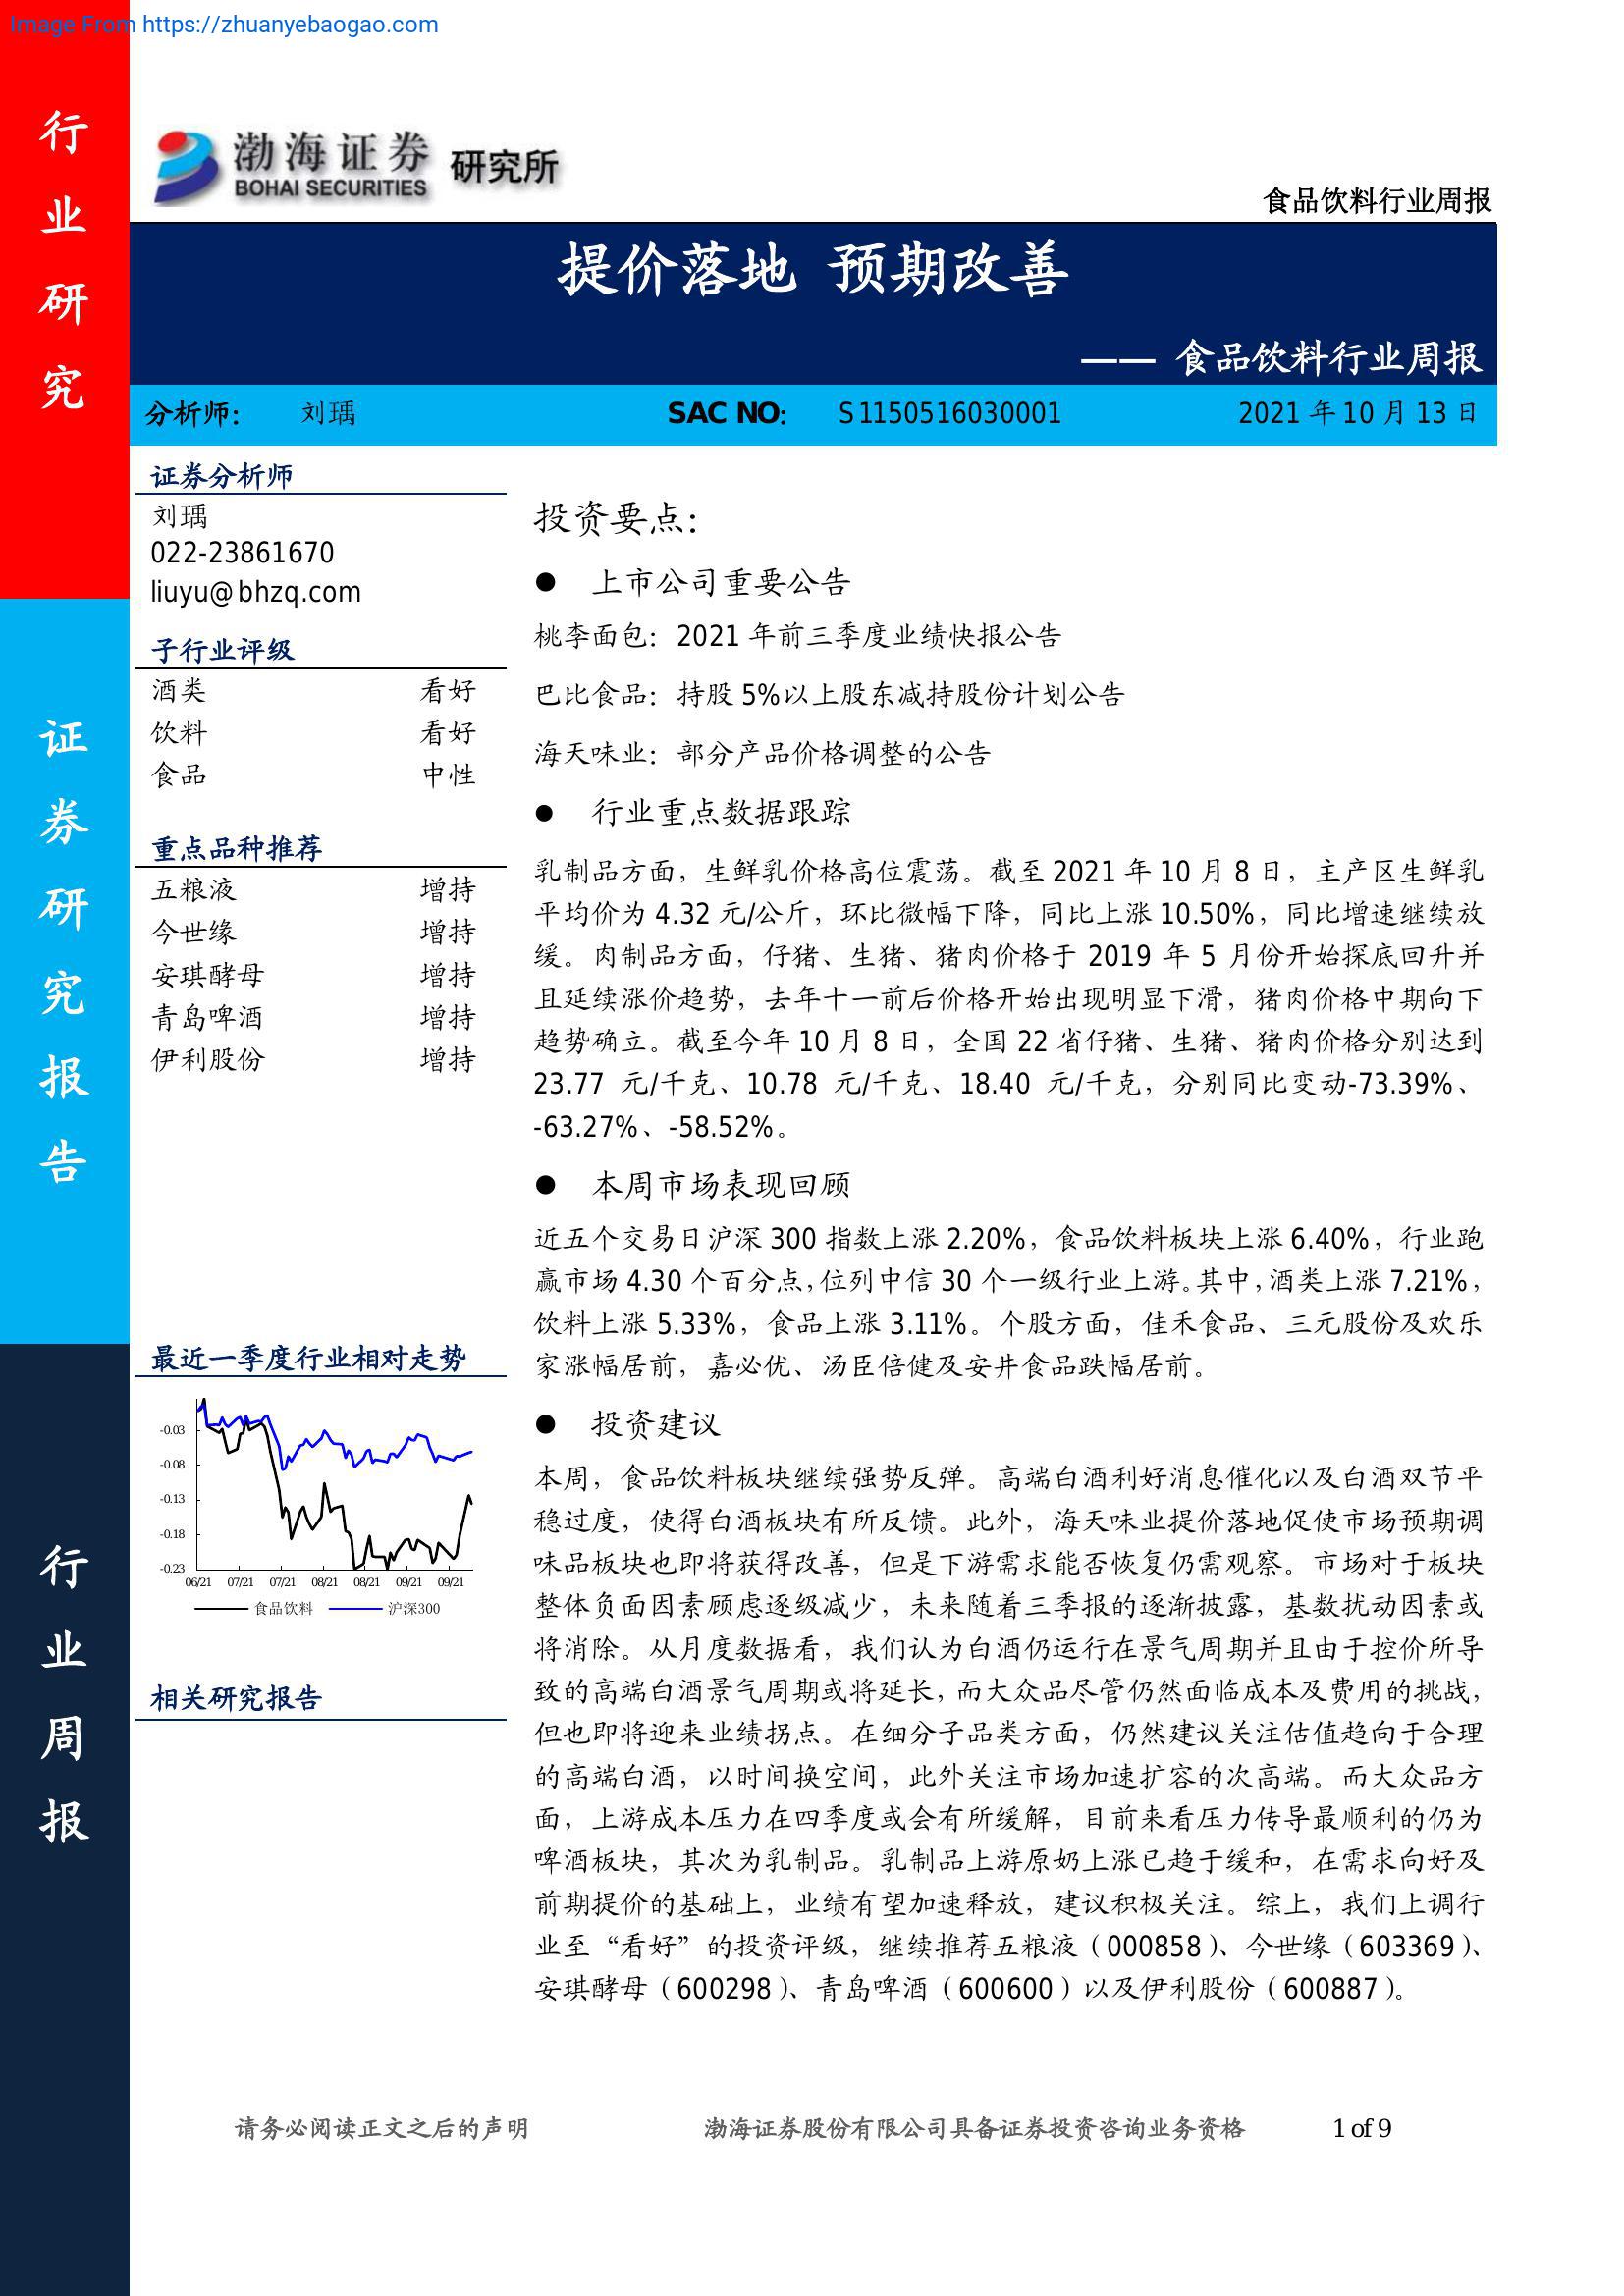 Image From https://zhuanyebaogao.com
行
业
研
究
证
券
研
究
报
告
行
业
周
报
渤海证券 研究所
BOHAI SECURITIES
食品饮料行业周报
提价落地 预期改善
—— 食品饮料行业周报
分析师: 刘瑀 SAC NO: S1150516030001 2021 年 10 月 13 日
证券分析师
刘瑀
022-23861670
liuyu@bhzq.com
子行业评级
酒类 看好
饮料 看好
食品 中性
重点品种推荐
五粮液 增持
今世缘 增持
安琪酵母 增持
青岛啤酒 增持
伊利股份 增持
最近一季度行业相对走势
-0.03
-0.08
-0.13
-0.18
-0.23
06/21 07/21 07/21 08/21 08/21 09/21 09/21
食品饮料 沪深300
相关研究报告
投资要点:
● 上市公司重要公告
桃李面包：2021 年前三季度业绩快报公告
巴比食品：持股 5%以上股东减持股份计划公告
海天味业：部分产品价格调整的公告
● 行业重点数据跟踪
乳制品方面，生鲜乳价格高位震荡。截至 2021 年 10 月 8 日，主产区生鲜乳
平均价为 4.32 元/公斤，环比微幅下降，同比上涨 10.50%，同比增速继续放
缓。肉制品方面，仔猪、生猪、猪肉价格于 2019 年 5 月份开始探底回升并
且延续涨价趋势，去年十一前后价格开始出现明显下滑，猪肉价格中期向下
趋势确立。截至今年 10 月 8 日，全国 22 省仔猪、生猪、猪肉价格分别达到
23.77 元/千克、10.78 元/千克、18.40 元/千克，分别同比变动-73.39%、
-63.27%、-58.52%。
● 本周市场表现回顾
近五个交易日沪深 300 指数上涨 2.20%，食品饮料板块上涨 6.40%，行业跑
赢市场 4.30 个百分点，位列中信 30 个一级行业上游。其中，酒类上涨 7.21%，
饮料上涨 5.33%，食品上涨 3.11%。个股方面，佳禾食品、三元股份及欢乐
家涨幅居前，嘉必优、汤臣倍健及安井食品跌幅居前。
● 投资建议
本周，食品饮料板块继续强势反弹。高端白酒利好消息催化以及白酒双节平
稳过度，使得白酒板块有所反馈。此外，海天味业提价落地促使市场预期调
味品板块也即将获得改善，但是下游需求能否恢复仍需观察。市场对于板块
整体负面因素顾虑逐级减少，未来随着三季报的逐渐披露，基数扰动因素或
将消除。从月度数据看，我们认为白酒仍运行在景气周期并且由于控价所导
致的高端白酒景气周期或将延长，而大众品尽管仍然面临成本及费用的挑战，
但也即将迎来业绩拐点。在细分子品类方面，仍然建议关注估值趋向于合理
的高端白酒，以时间换空间，此外关注市场加速扩容的次高端。而大众品方
面，上游成本压力在四季度或会有所缓解，目前来看压力传导最顺利的仍为
啤酒板块，其次为乳制品。乳制品上游原奶上涨已趋于缓和，在需求向好及
前期提价的基础上，业绩有望加速释放，建议积极关注。综上，我们上调行
业至“看好”的投资评级，继续推荐五粮液（000858）、今世缘（603369）、
安琪酵母（600298）、青岛啤酒（600600）以及伊利股份（600887）。
请务必阅读正文之后的声明 渤海证券股份有限公司具备证券投资咨询业务资格 1 of 9